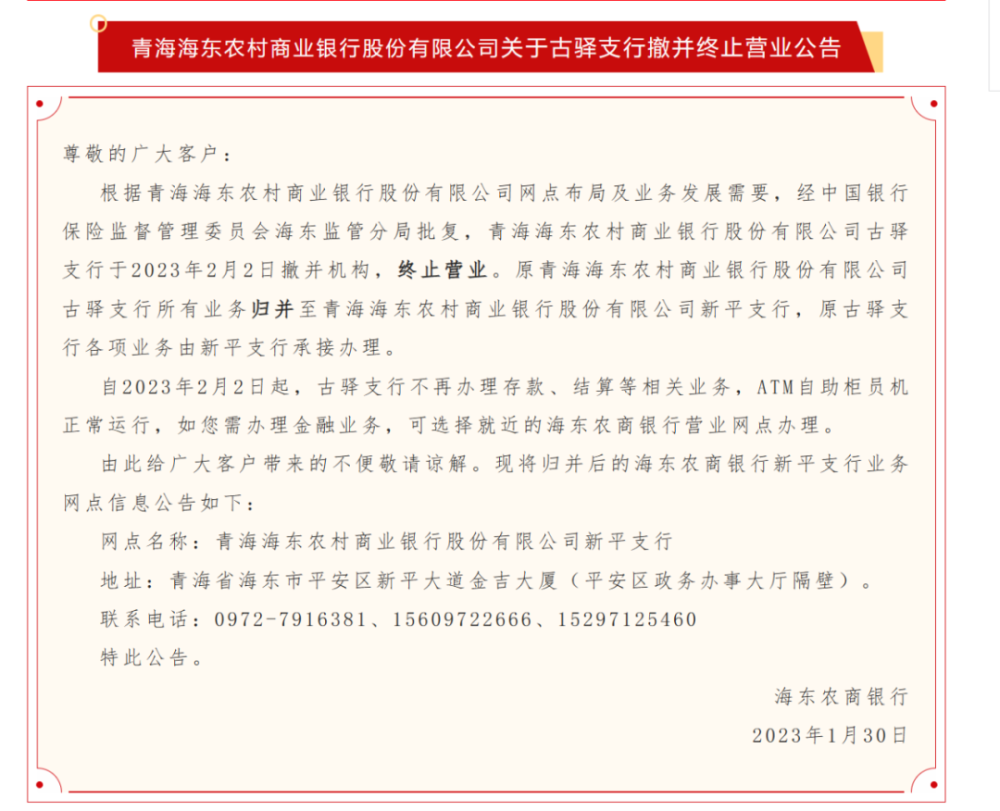 青海海东农村商业银行股份有限公司关于古驿支行撤并终止营业公告
尊敬的广大客户：
根据青海海东农村商业银行股份有限公司网点布局及业务发展需要，经中国银行
保险监督管理委员会海东监管分局批复，青海海东农村商业银行股份有限公司古驿
支行于2023年2月2日撤并机构，终止营业。原青海海东农村商业银行股份有限公司
古驿支行所有业务归并至青海海东农村商业银行股份有限公司新平支行，原古驿支
行各项业务由新平支行承接办理。
自2023年2月2日起，古驿支行不再办理存款、结算等相关业务，ATM自助柜员机
正常运行，如您需办理金融业务，可选择就近的海东农商银行营业网点办理。
由此给广大客户带来的不便敬请谅解。现将归并后的海东农商银行新平支行业务
网点信息公告如下：
网点名称：青海海东农村商业银行股份有限公司新平支行
地址：青海省海东市平安区新平大道金吉大厦（平安区政务办事大厅隔壁）。
联系电话：0972-7916381、15609722666、15297125460
特此公告。
海东农商银行
2023年1月30日